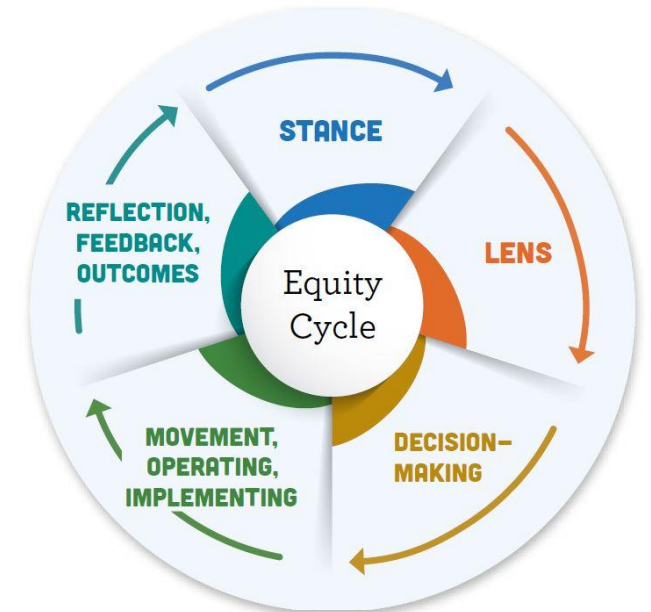 STANCE
LENS
DECISION-
MAKING
MOVEMENT,
OPERATING,
IMPLEMENTING
REFLECTION,
FEEDBACK,
OUTCOMES
Equity
Cycle